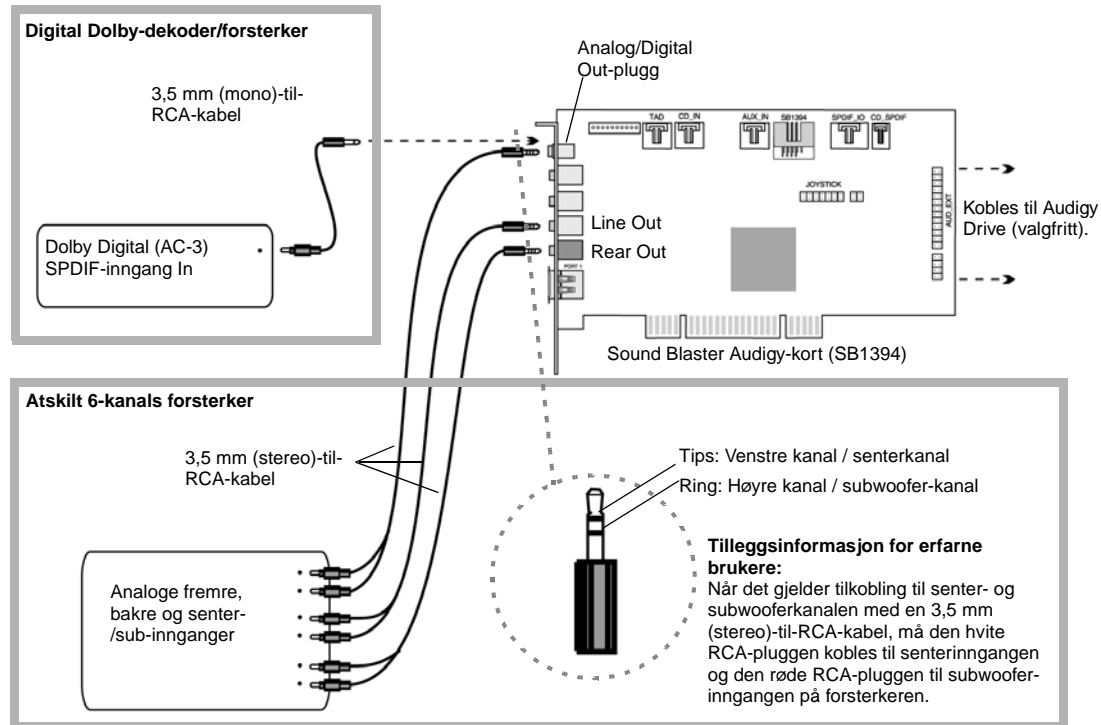 Digital Dolby-dekoder/forsterker
3,5 mm (mono)-til-
RCA-kabel
Dolby Digital (AC-3)
SPDIF-inngang In
Analog/Digital
Out-plugg
TAD
CD_IN
AUX_IN
SB1394
SPDIF_IO
CD_SPDIF
JOYSTICK
AUD_EXT
Kobles til Audigy
Drive (valgfritt).
Line Out
Rear Out
PORT 1
Sound Blaster Audigy-kort (SB1394)
Atskilt 6-kanals forsterker
3,5 mm (stereo)-til-
RCA-kabel
Analoge fremre,
bakre og senter-
/sub-innganger
Tips: Venstre kanal / senterkanal
Ring: Høyre kanal / subwoofer-kanal
Tilleggsinformasjon for erfarne
brukere:
Når det gjelder tilkobling til senter- og
subwooferkanalen med en 3,5 mm
(stereo)-til-RCA-kabel, må den hvite
RCA-pluggen kobles til senterinngangen
og den røde RCA-pluggen til subwoofer-
inngangen på forsterkeren.